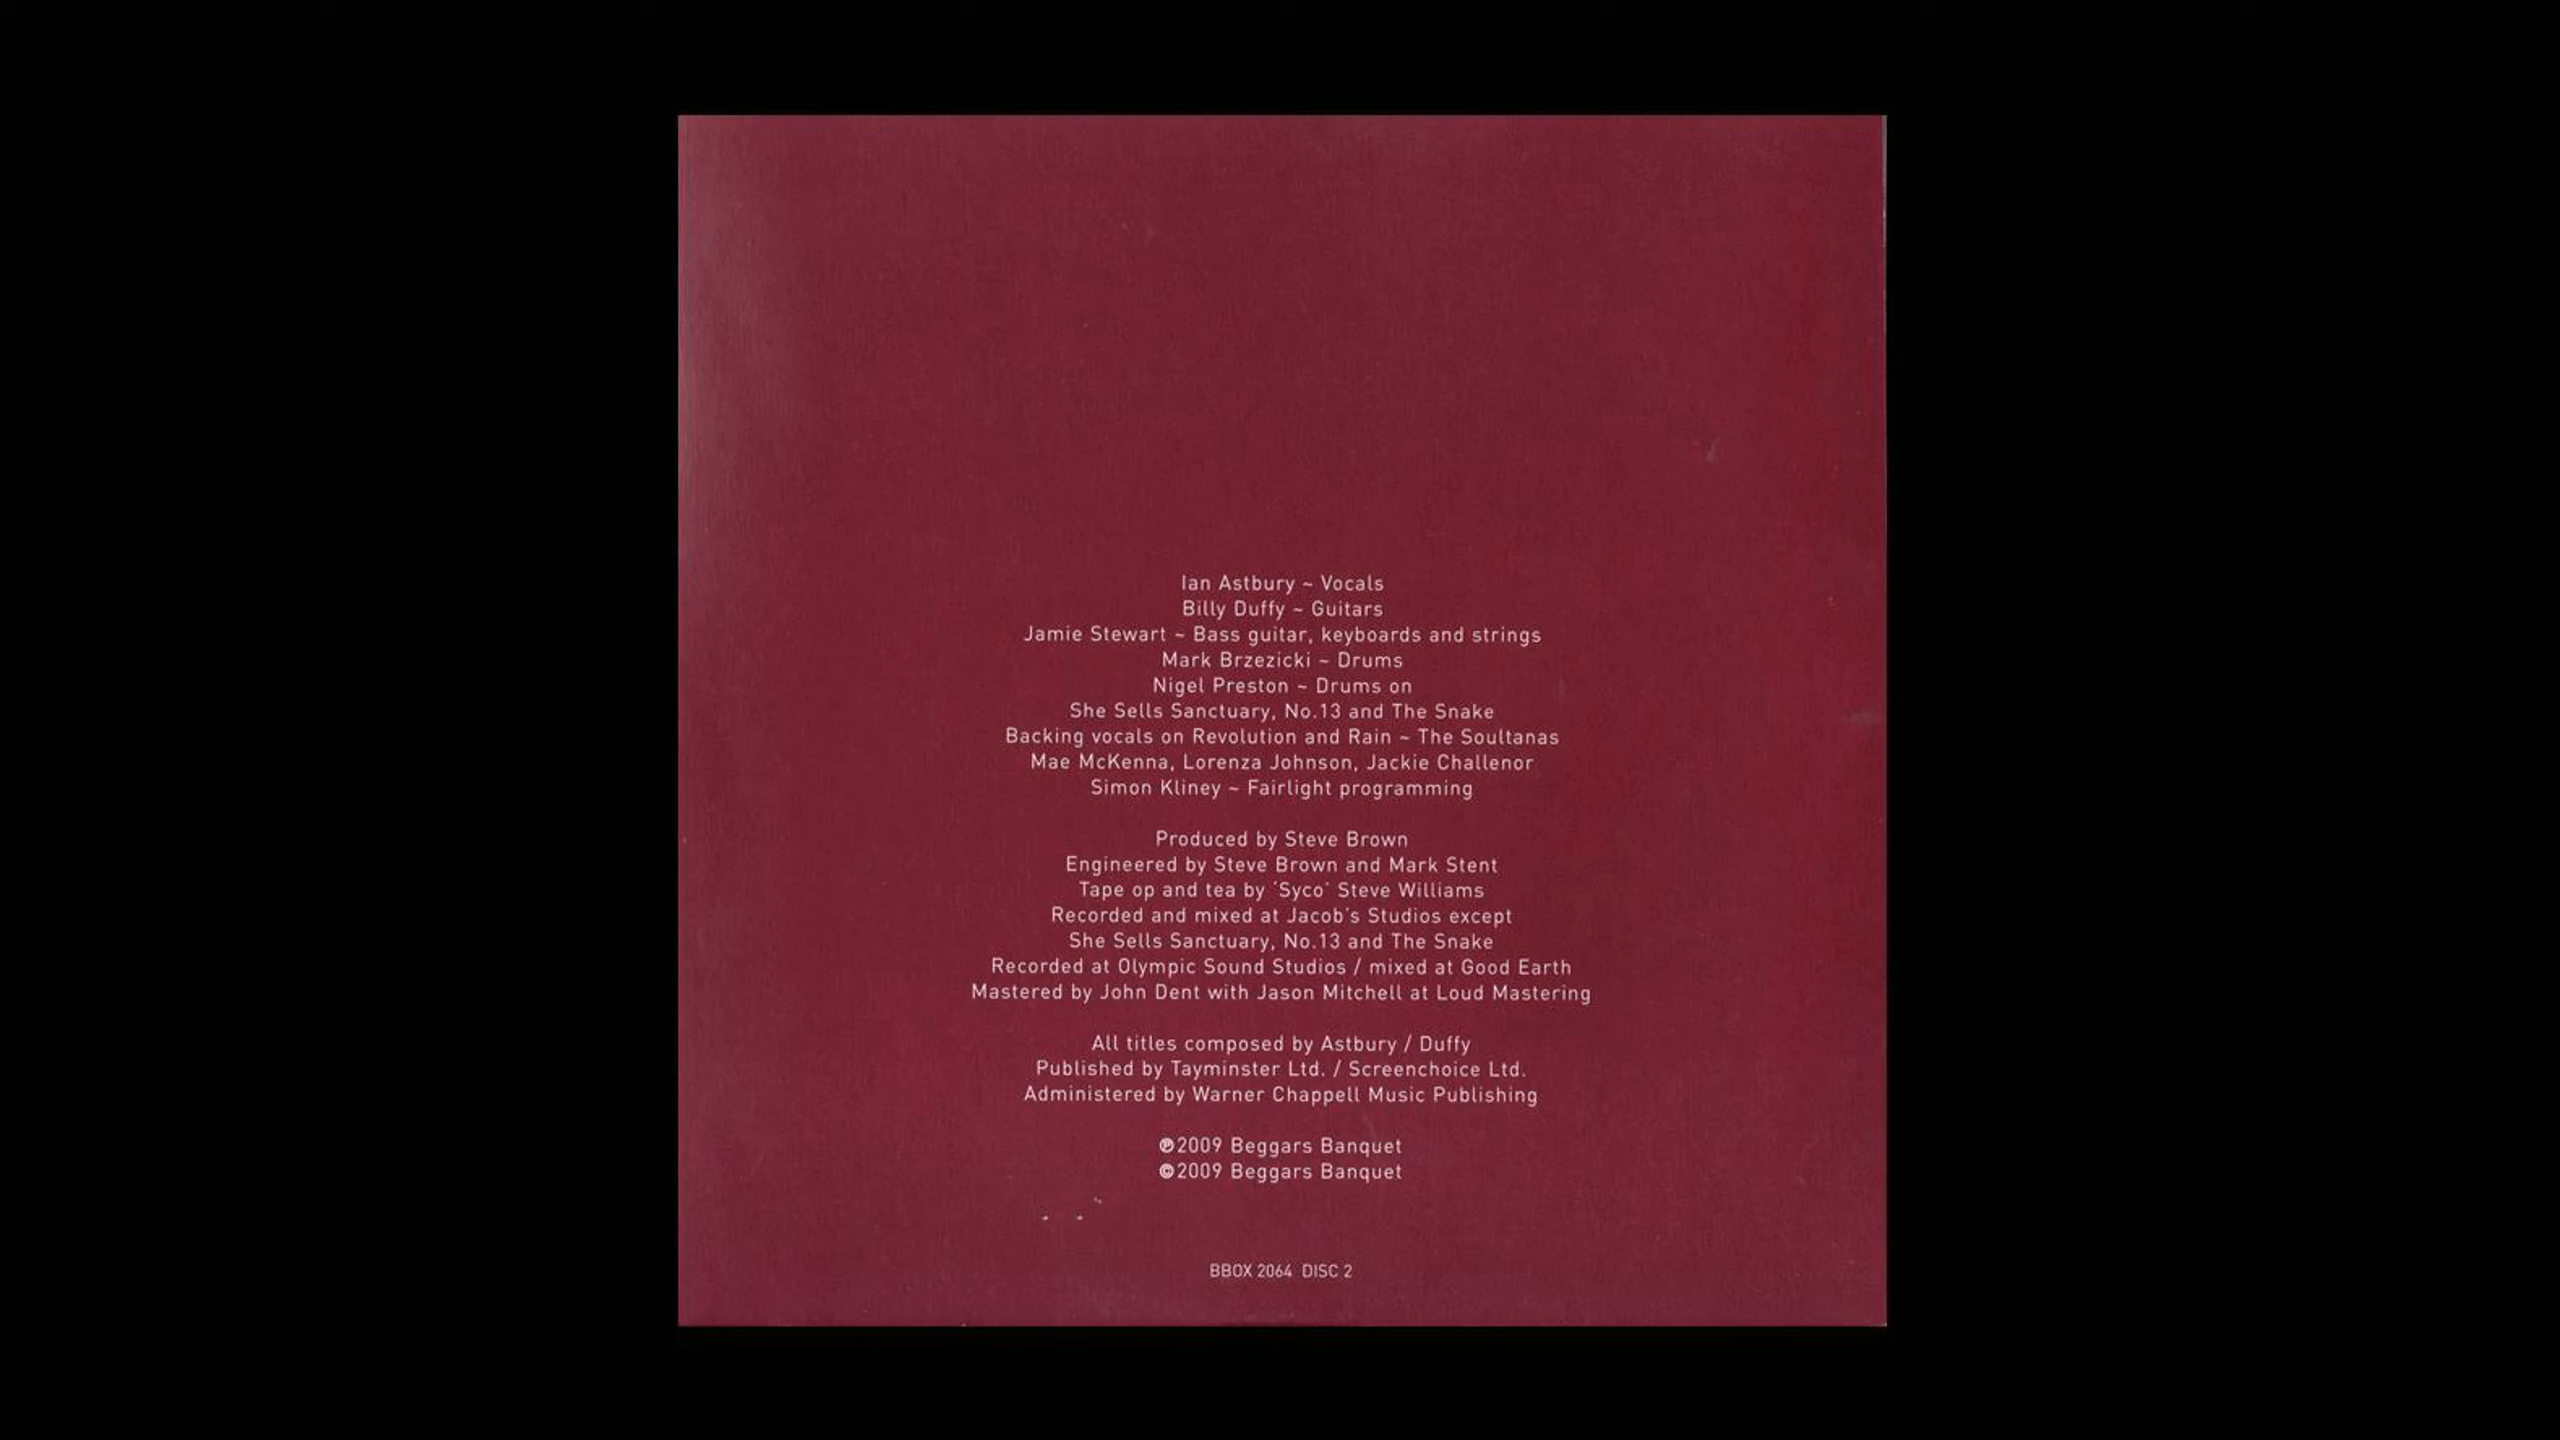 Ian Astbury ~ Vocals
Billy Duffy ~ Guitars
Jamie Stewart ~ Bass guitar, keyboards and strings
Mark Brzezicki ~ Drums
Nigel Preston ~ Drums on
She Sells Sanctuary, No.13 and The Snake
Backing vocals on Revolution and Rain ~ The Soultanas
Mae McKenna, Lorenza Johnson, Jackie Challenor
Simon Kliney ~ Fairlight programming
Produced by Steve Brown
Engineered by Steve Brown and Mark Stent
Tape op and tea by 'Syco' Steve Williams
Recorded and mixed at Jacob's Studios except
She Sells Sanctuary, No.13 and The Snake
Recorded at Olympic Sound Studios / mixed at Good Earth
Mastered by John Dent with Jason Mitchell at Loud Mastering
All titles composed by Astbury / Duffy
Published by Tayminster Ltd. / Screenchoice Ltd.
Administered by Warner Chappell Music Publishing
℗2009 Beggars Banquet
©2009 Beggars Banquet
BBOX 2064 DISC 2